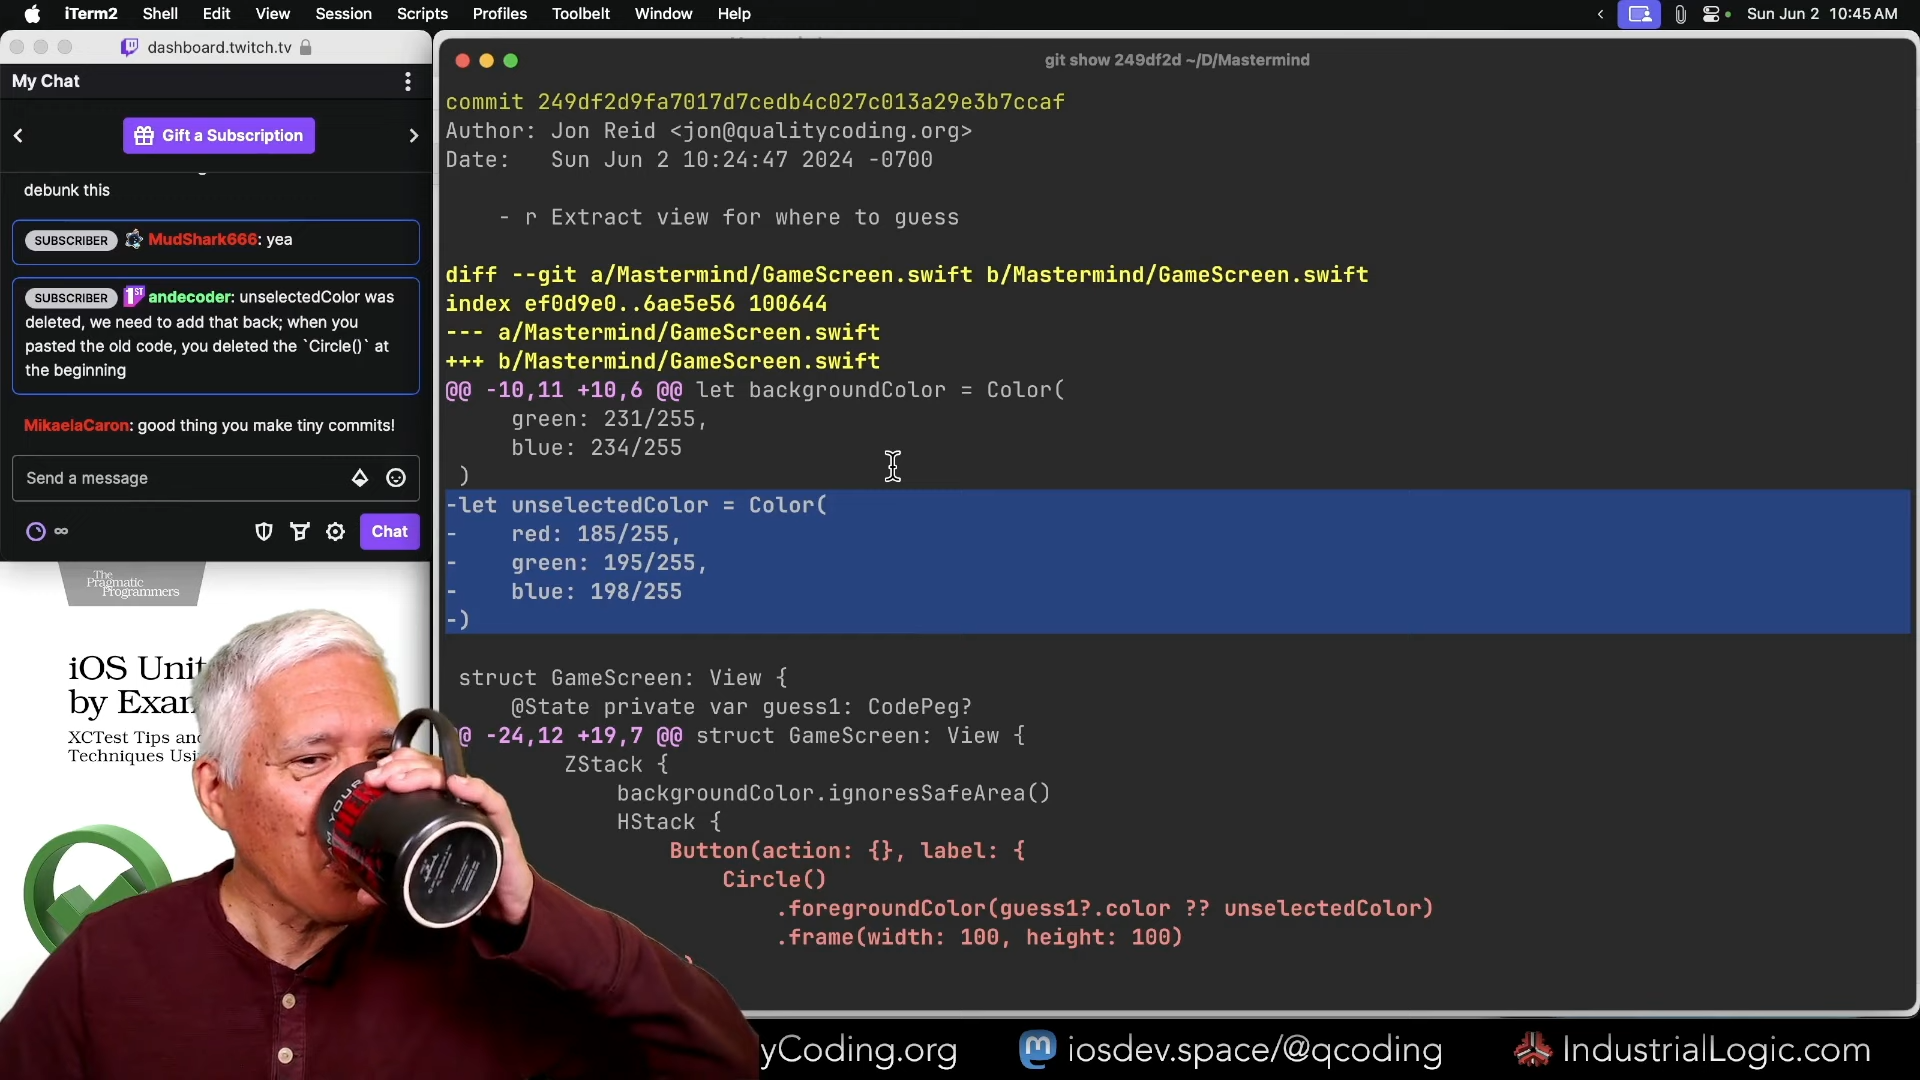 iTerm2 Shell Edit View Session Scripts Profiles Toolbelt Window Help
Sun Jun 2 10:45 AM
dashboard.twitch.tv
My Chat
Gift a Subscription
debunk this
SUBSCRIBER MudShark666: yea
SUBSCRIBER 1ST andecoder: unselectedColor was
deleted, we need to add that back; when you
pasted the old code, you deleted the `Circle()` at
the beginning
MikaelaCaron: good thing you make tiny commits!
Send a message
∞
Chat
git show 249df2d ~/D/Mastermind
commit 249df2d9fa7017d7cedb4c027c013a29e3b7ccaf
Author: Jon Reid <jon@qualitycoding.org>
Date:   Sun Jun 2 10:24:47 2024 -0700
- r Extract view for where to guess
diff --git a/Mastermind/GameScreen.swift b/Mastermind/GameScreen.swift
index ef0d9e0..6ae5e56 100644
--- a/Mastermind/GameScreen.swift
+++ b/Mastermind/GameScreen.swift
@@ -10,11 +10,6 @@ let backgroundColor = Color(
green: 231/255,
blue: 234/255
)
-let unselectedColor = Color(
-    red: 185/255,
-    green: 195/255,
-    blue: 198/255
-)
struct GameScreen: View {
@State private var guess1: CodePeg?
@ -24,12 +19,7 @@ struct GameScreen: View {
ZStack {
backgroundColor.ignoresSafeArea()
HStack {
Button(action: {}, label: {
Circle()
.foregroundColor(guess1?.color ?? unselectedColor)
.frame(width: 100, height: 100)
The
Pragmatic
Programmers
iOS Unit
by Exam
XCTest Tips and
Techniques Usi
yCoding.org
iosdev.space/@qcoding
IndustrialLogic.com